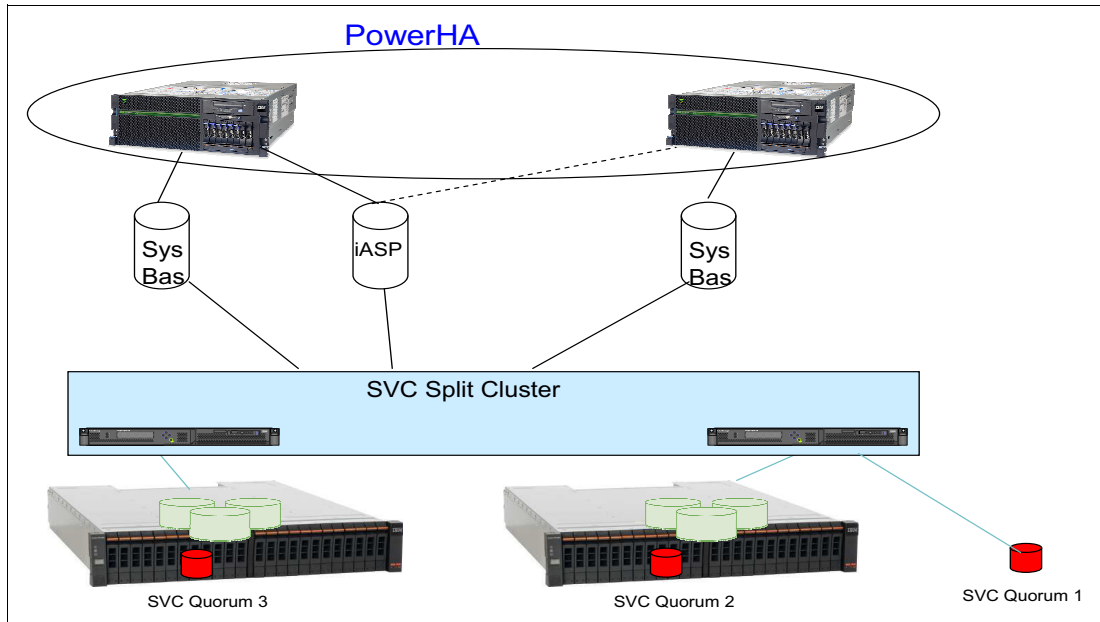 PowerHA
Sys
Bas
iASP
Sys
Bas
SVC Split Cluster
SVC Quorum 3
SVC Quorum 2
SVC Quorum 1